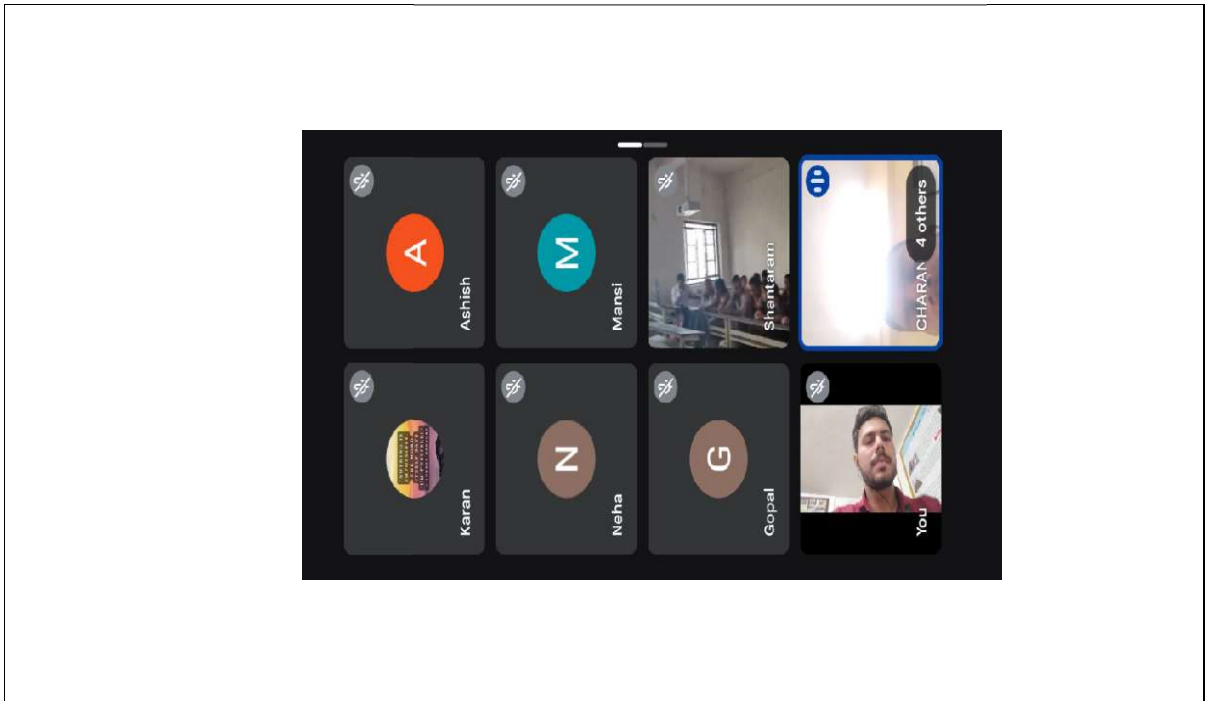 Karan
A
Ashish
N
Neha
M
Mansi
G
Gopal
Shantaram
You
CHARAN
4 others